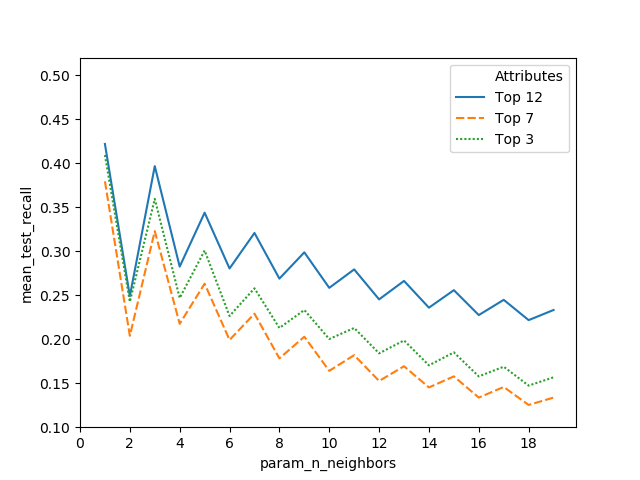 0.50
0.45
0.40
0.35
0.30
0.25
0.20
0.15
0.10
mean_test_recall
Attributes
Top 12
Top 7
Top 3
0 2 4 6 8 10 12 14 16 18
param_n_neighbors